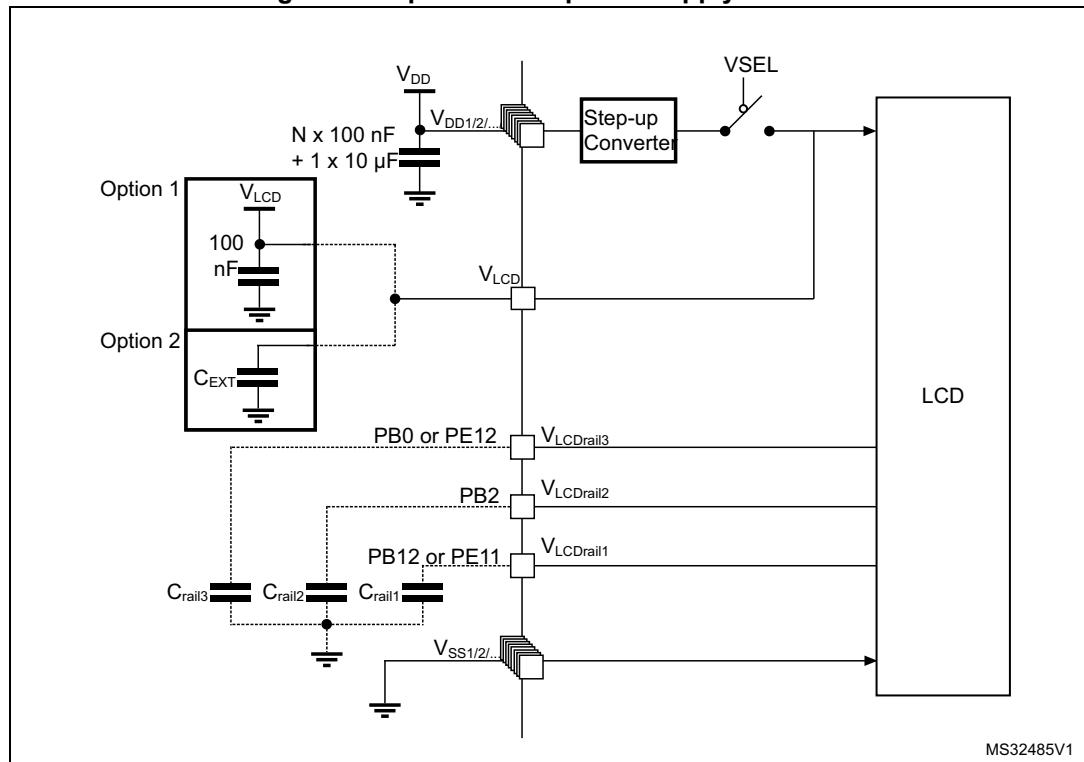 VSEL
VDD
VDD1/2/...
Step-up
Converter
N x 100 nF
+ 1 x 10 µF
Option 1
VLCD
100
nF
VLCD
Option 2
CEXT
LCD
PB0 or PE12
VLCDrail3
PB2
VLCDrail2
PB12 or PE11
VLCDrail1
Crail3
Crail2
Crail1
VSS1/2/...
MS32485V1